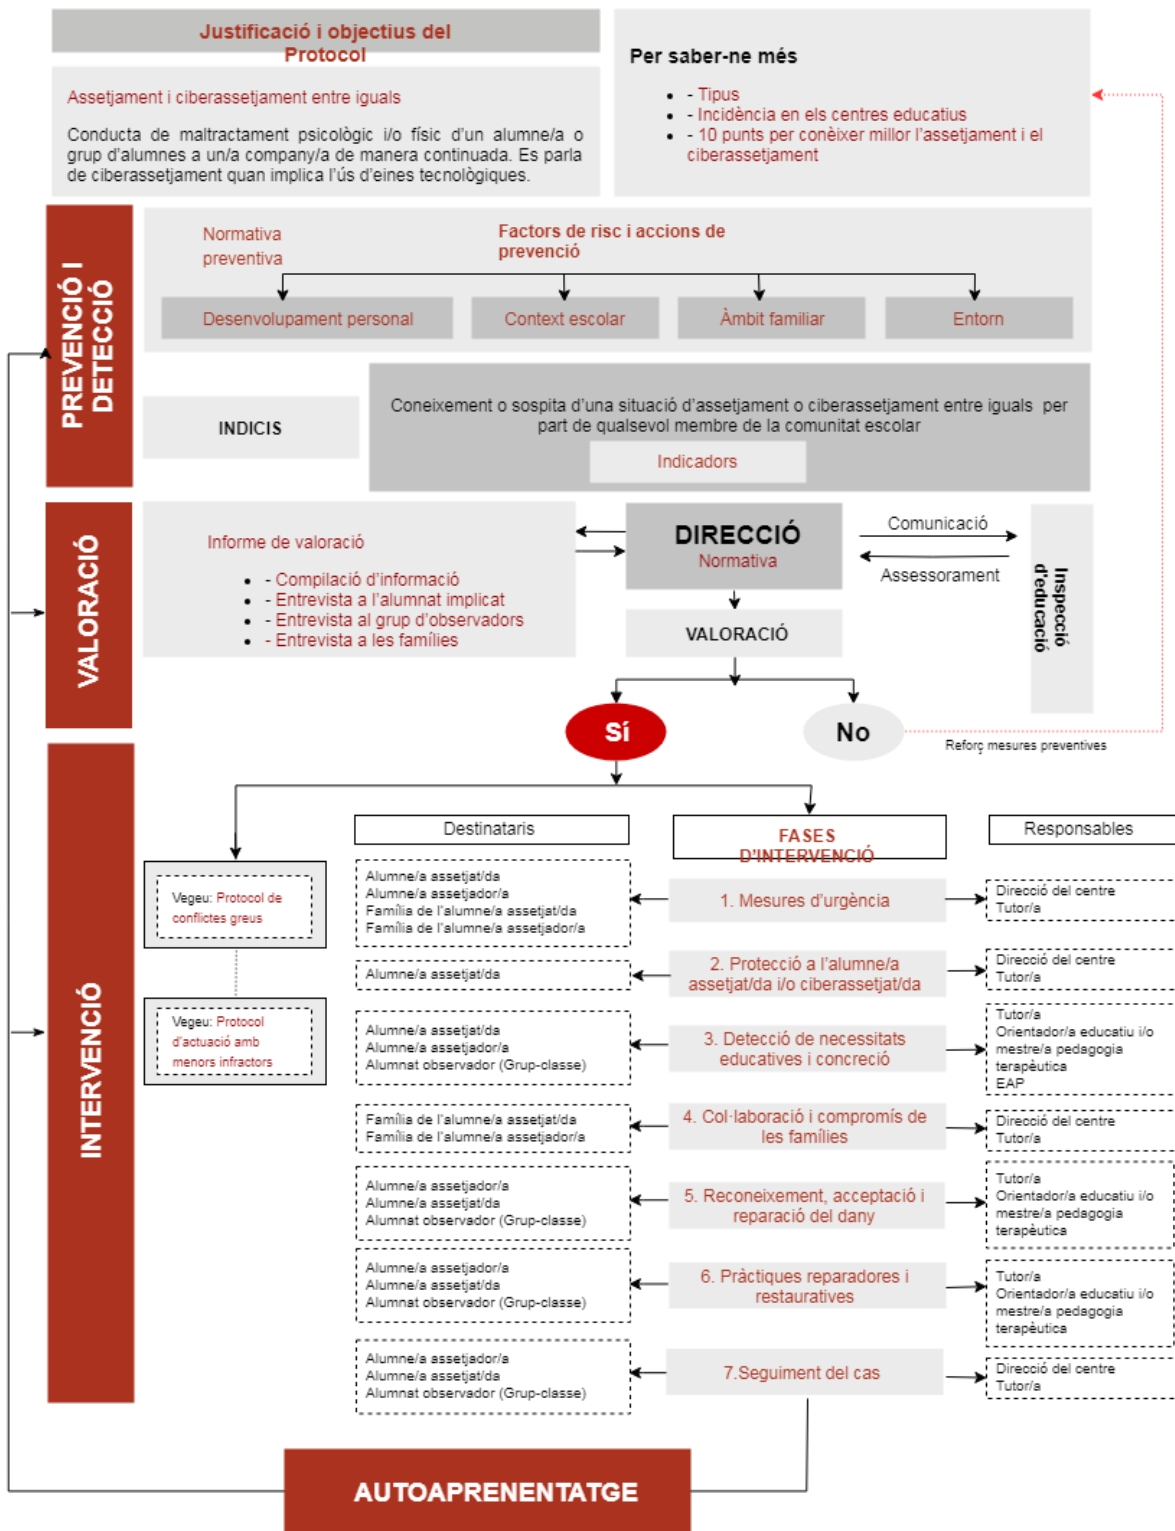 Justificació i objectius del
Protocol
Assetjament i ciberassetjament entre iguals
Conducta de maltractament psicològic i/o físic d'un alumne/a o
grup d'alumnes a un/a company/a de manera continuada. Es parla
de ciberassetjament quan implica l'ús d'eines tecnològiques.
Per saber-ne més
- Tipus
- Incidència en els centres educatius
- 10 punts per conèixer millor l'assetjament i el
ciberassetjament
PREVENCIÓ I
DETECCIÓ
Normativa
preventiva
Factors de risc i accions de
prevenció
Desenvolupament personal
Context escolar
Àmbit familiar
Entorn
INDICIS
Coneixement o sospita d'una situació d'assetjament o ciberassetjament entre iguals per
part de qualsevol membre de la comunitat escolar
Indicadors
VALORACIÓ
Informe de valoració
- Compilació d'informació
- Entrevista a l'alumnat implicat
- Entrevista al grup d'observadors
- Entrevista a les famílies
DIRECCIÓ
Normativa
Comunicació
Assessorament
Inspecció
d'educació
VALORACIÓ
Sí
No
Reforç mesures preventives
INTERVENCIÓ
Vegeu: Protocol de
conflictes greus
Vegeu: Protocol
d'actuació amb
menors infractors
Destinataris
FASES
D'INTERVENCIÓ
Responsables
Alumne/a assetjat/da
Alumne/a assetjador/a
Família de l'alumne/a assetjat/da
Família de l'alumne/a assetjador/a
1. Mesures d'urgència
Direcció del centre
Tutor/a
Alumne/a assetjat/da
2. Protecció a l'alumne/a
assetjat/da i/o ciberassetjat/da
Direcció del centre
Tutor/a
Alumne/a assetjat/da
Alumne/a assetjador/a
Alumnat observador (Grup-classe)
3. Detecció de necessitats
educatives i concreció
Tutor/a
Orientador/a educatiu i/o
mestre/a pedagogia
terapèutica
EAP
Família de l'alumne/a assetjat/da
Família de l'alumne/a assetjador/a
4. Col·laboració i compromís de
les famílies
Direcció del centre
Tutor/a
Alumne/a assetjador/a
Alumne/a assetjat/da
Alumnat observador (Grup-classe)
5. Reconeixement, acceptació i
reparació del dany
Tutor/a
Orientador/a educatiu i/o
mestre/a pedagogia
terapèutica
Alumne/a assetjador/a
Alumne/a assetjat/da
Alumnat observador (Grup-classe)
6. Pràctiques reparadores i
restauratives
Tutor/a
Orientador/a educatiu i/o
mestre/a pedagogia
terapèutica
Alumne/a assetjador/a
Alumne/a assetjat/da
Alumnat observador (Grup-classe)
7.Seguiment del cas
Direcció del centre
Tutor/a
AUTOAPRENENTATGE